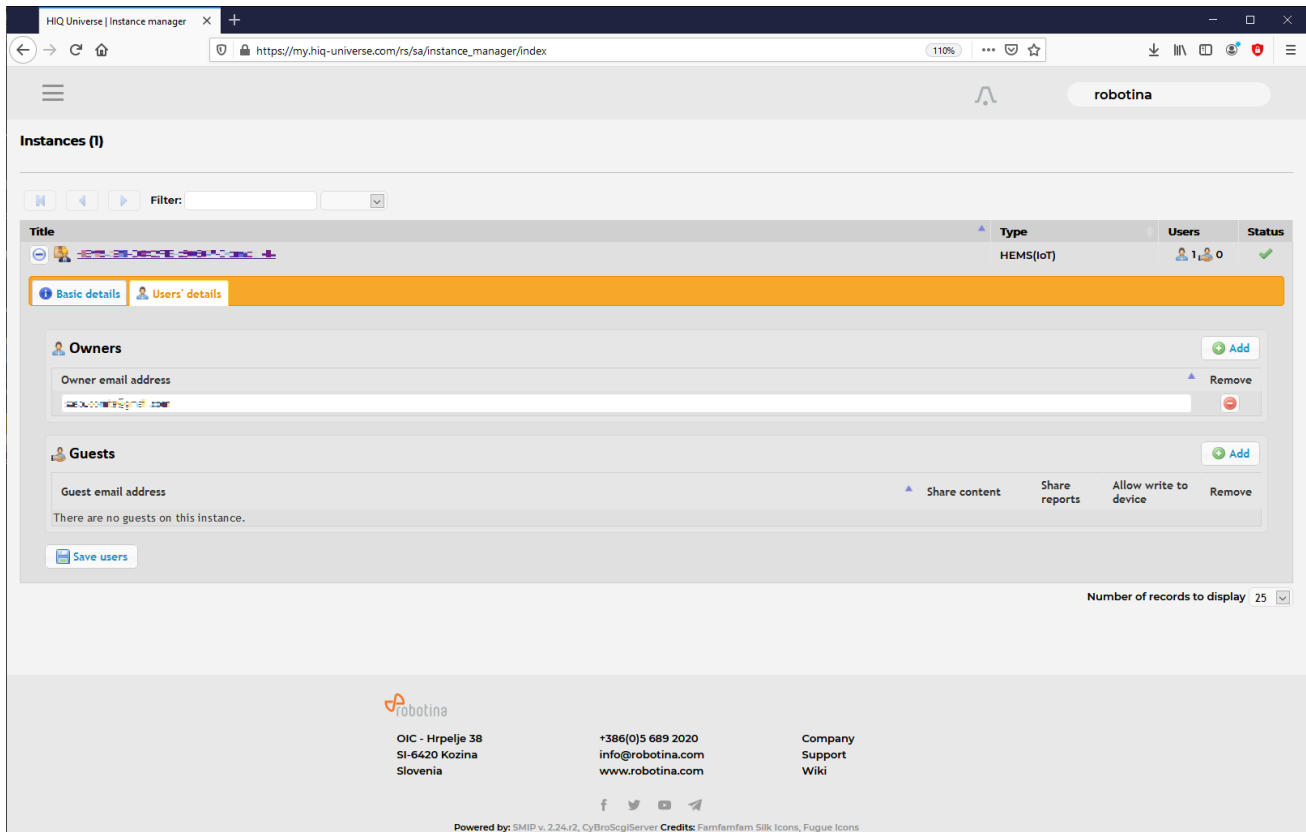 HIQ Universe | Instance manager
https://my.hiq-universe.com/rs/sa/instance_manager/index
110%
robotina
Instances (1)
Filter:
Title Type Users Status
HEMS(IoT) 1 0
Basic details Users' details
Owners Add
Owner email address Remove
Guests Add
Guest email address Share content Share reports Allow write to device Remove
There are no guests on this instance.
Save users
Number of records to display 25
robotina
OIC - Hrpelje 38 +386(0)5 689 2020 Company
SI-6420 Kozina info@robotina.com Support
Slovenia www.robotina.com Wiki
Powered by: SMIP v. 2.24.r2, CyBroScgiServer Credits: Famfamfam Silk Icons, Fugue Icons